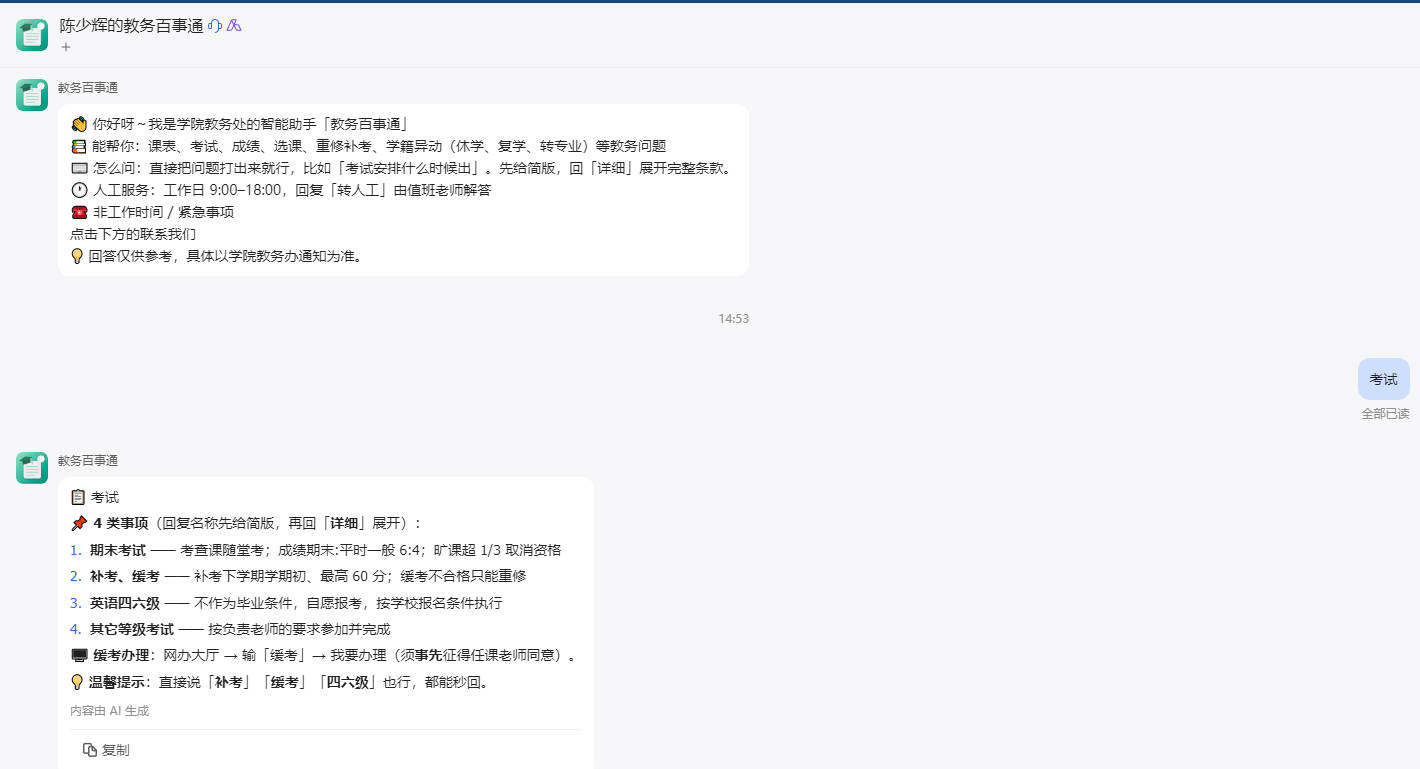 陈少辉的教务百事通
+
教务百事通
👋 你好呀～我是学院教务处的智能助手「教务百事通」
📚 能帮你：课表、考试、成绩、选课、重修补考、学籍异动（休学、复学、转专业）等教务问题
⌨️ 怎么问：直接把问题打出来就行，比如「考试安排什么时候出」。先给简版，回「详细」展开完整条款。
🕐 人工服务：工作日 9:00–18:00，回复「转人工」由值班老师解答
☎️ 非工作时间 / 紧急事项
点击下方的联系我们
💡 回答仅供参考，具体以学院教务办通知为准。
14:53
考试
全部已读
教务百事通
📋 考试
📌 4 类事项（回复名称先给简版，再回「详细」展开）：
1. 期末考试 —— 考查课随堂考；成绩期末:平时一般 6:4；旷课超 1/3 取消资格
2. 补考、缓考 —— 补考下学期学期初、最高 60 分；缓考不合格只能重修
3. 英语四六级 —— 不作为毕业条件，自愿报考，按学校报名条件执行
4. 其它等级考试 —— 按负责老师的要求参加并完成
🖥️ 缓考办理：网办大厅 → 输「缓考」→ 我要办理（须事先征得任课老师同意）。
💡 温馨提示：直接说「补考」「缓考」「四六级」也行，都能秒回。
内容由 AI 生成
复制